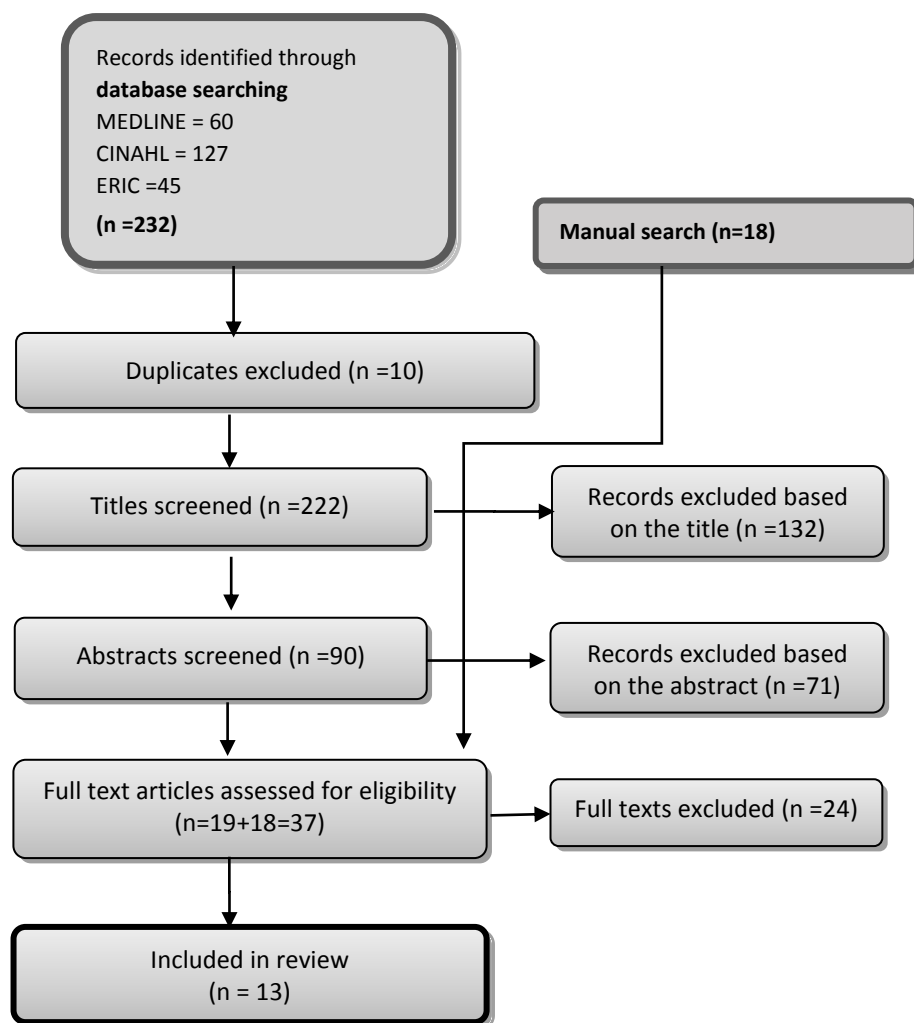 Records identified through
database searching
MEDLINE = 60
CINAHL = 127
ERIC =45
(n =232)
Manual search (n=18)
Duplicates excluded (n =10)
Titles screened (n =222)
Records excluded based
on the title (n =132)
Abstracts screened (n =90)
Records excluded based
on the abstract (n =71)
Full text articles assessed for eligibility
(n=19+18=37)
Full texts excluded (n =24)
Included in review
(n = 13)